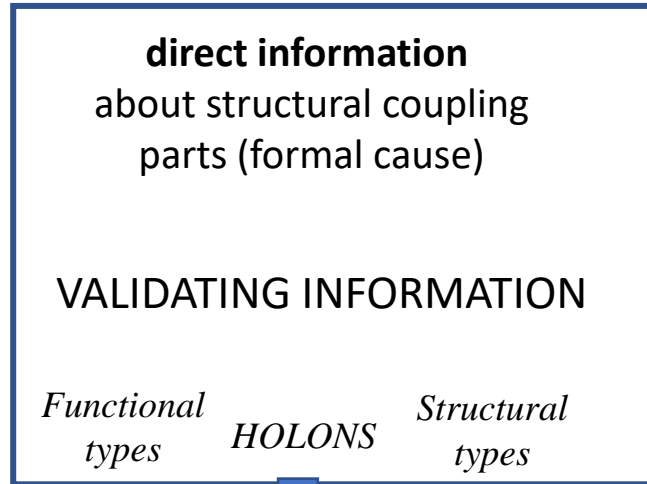 direct information
about structural coupling
parts (formal cause)
VALIDATING INFORMATION
Functional
types
HOLONS
Structural
types